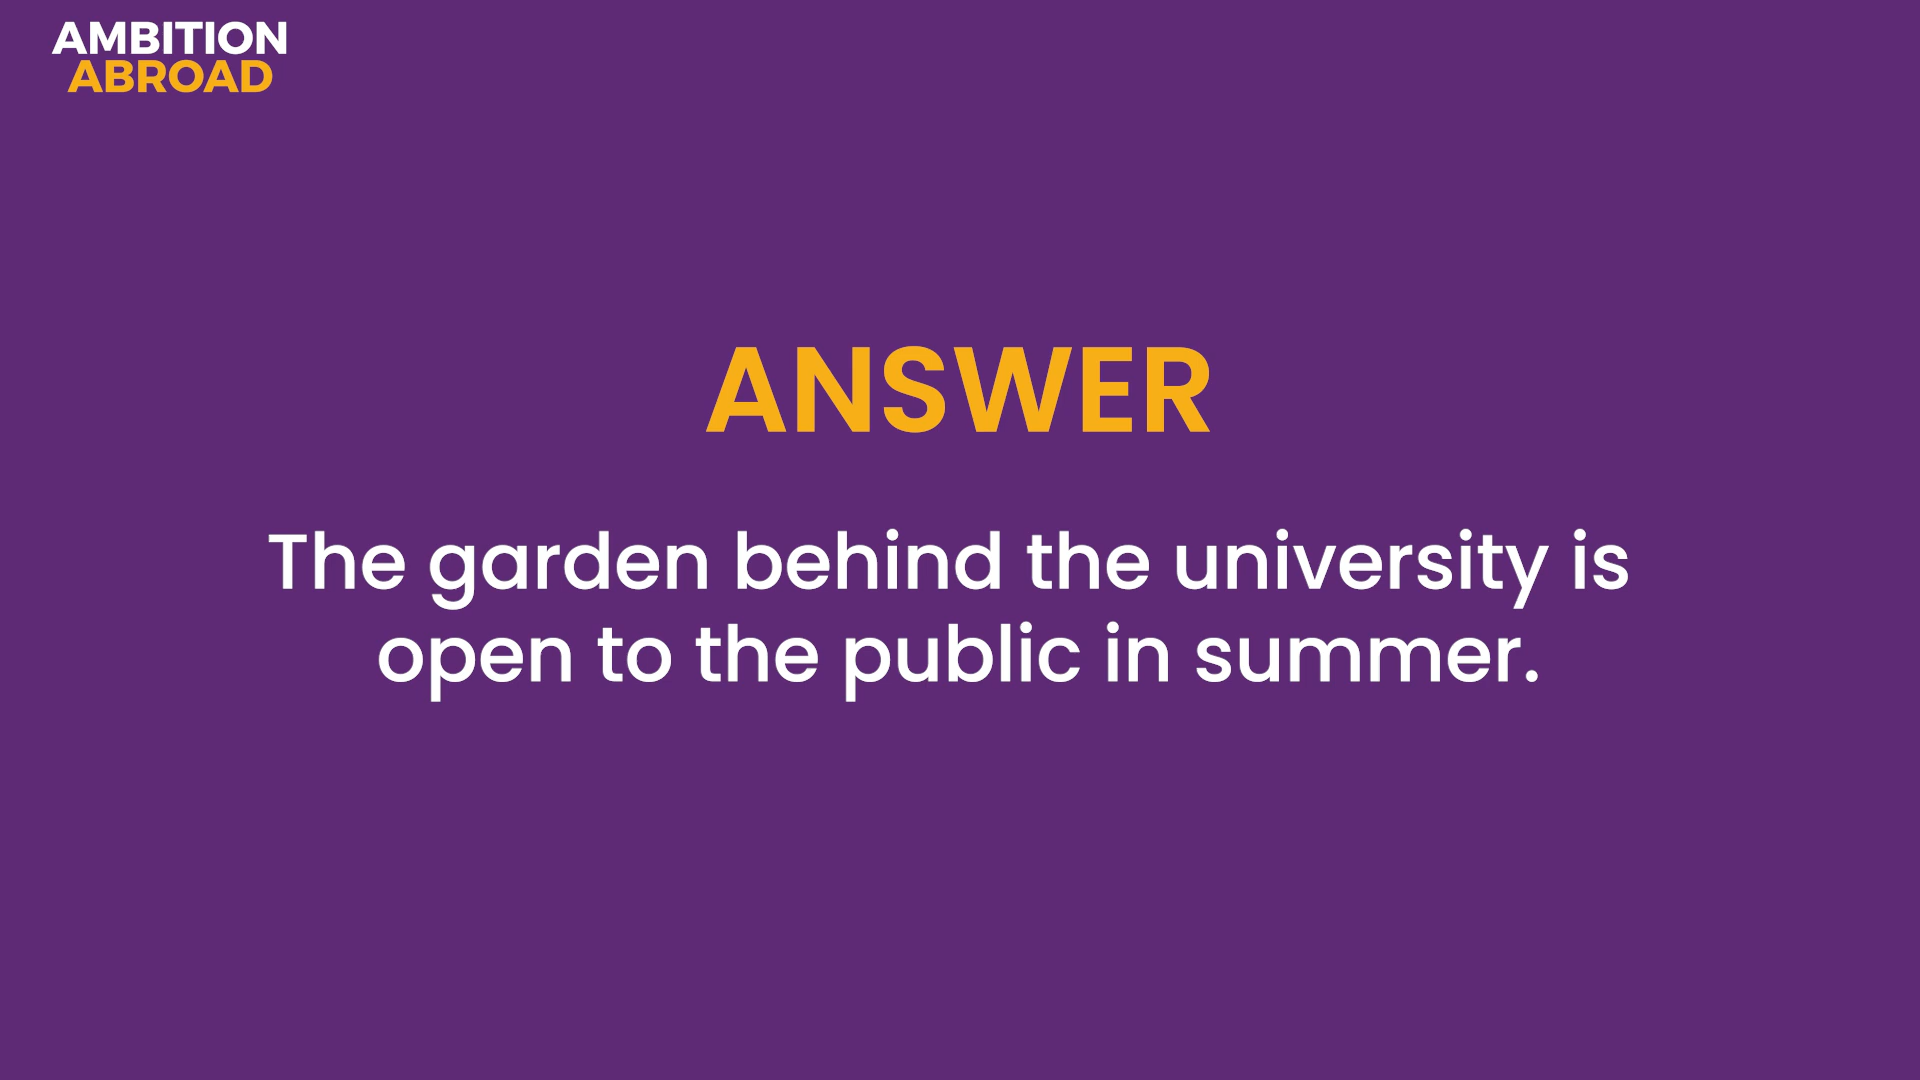 AMBITION
ABROAD
ANSWER
The garden behind the university is
open to the public in summer.